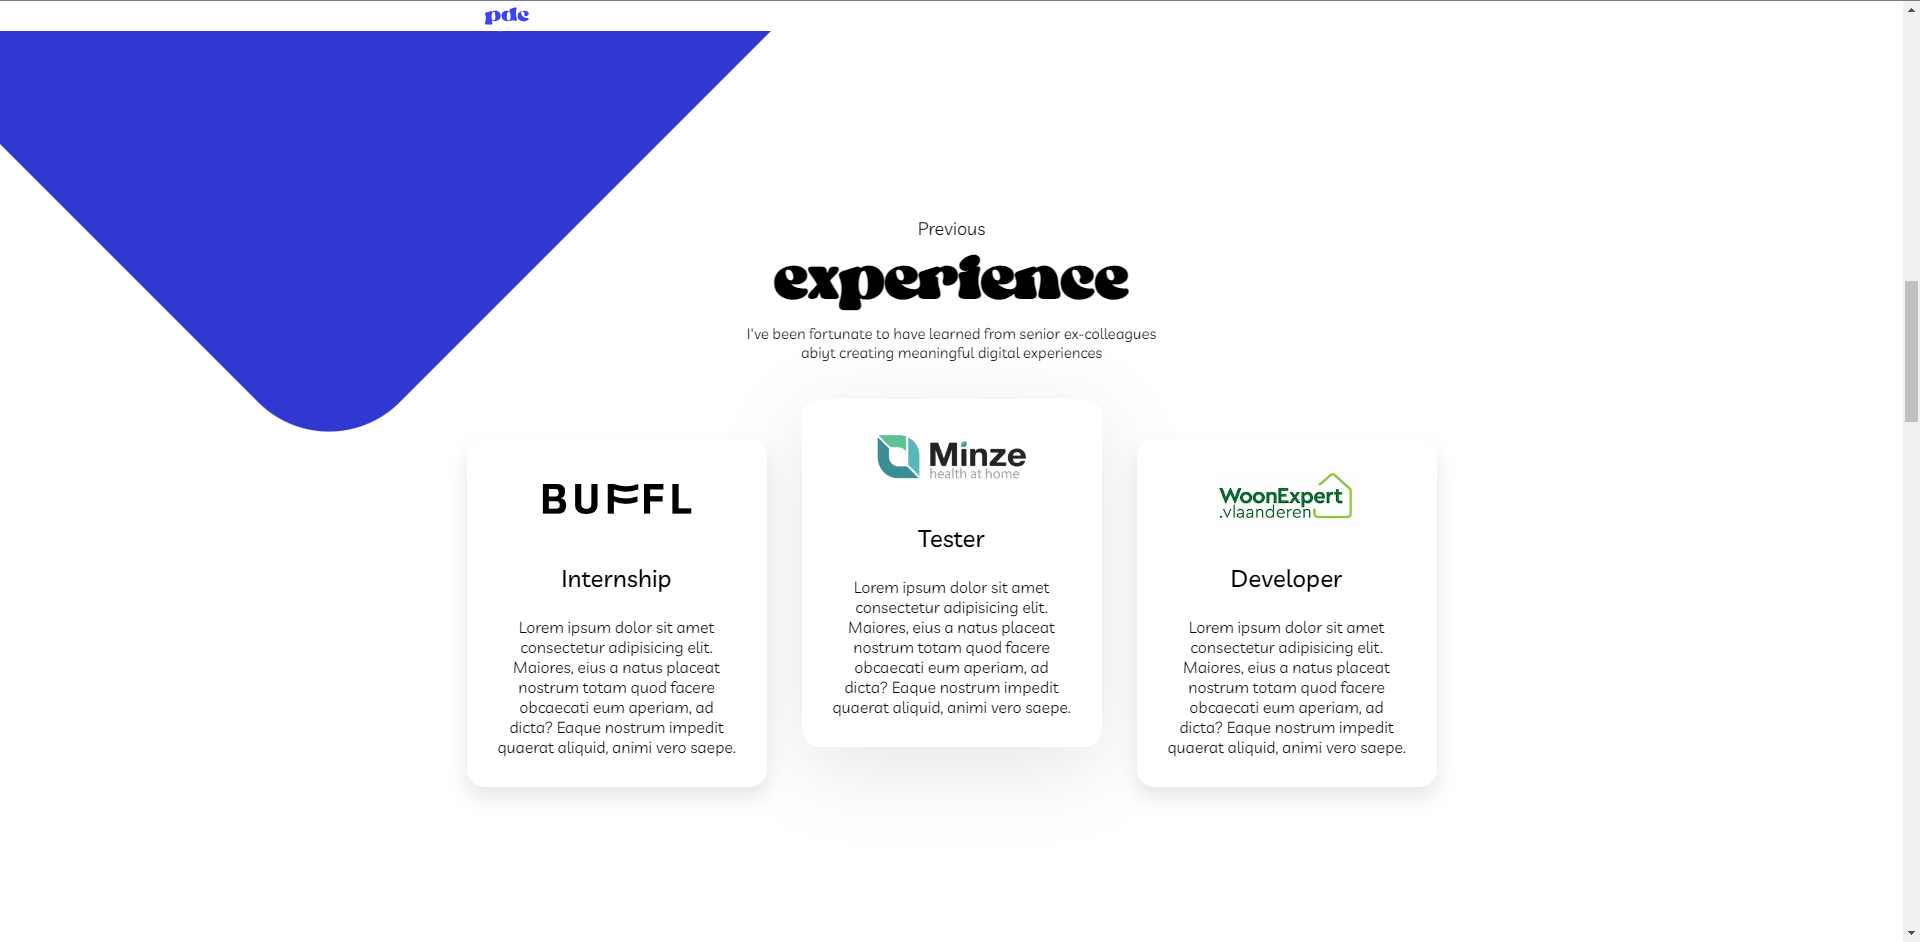 pdc
Previous
experience
I've been fortunate to have learned from senior ex-colleagues
abiyt creating meaningful digital experiences
BUFFL
Internship
Lorem ipsum dolor sit amet
consectetur adipisicing elit.
Maiores, eius a natus placeat
nostrum totam quod facere
obcaecati eum aperiam, ad
dicta? Eaque nostrum impedit
quaerat aliquid, animi vero saepe.
Minze
health at home
Tester
Lorem ipsum dolor sit amet
consectetur adipisicing elit.
Maiores, eius a natus placeat
nostrum totam quod facere
obcaecati eum aperiam, ad
dicta? Eaque nostrum impedit
quaerat aliquid, animi vero saepe.
WoonExpert
.vlaanderen
Developer
Lorem ipsum dolor sit amet
consectetur adipisicing elit.
Maiores, eius a natus placeat
nostrum totam quod facere
obcaecati eum aperiam, ad
dicta? Eaque nostrum impedit
quaerat aliquid, animi vero saepe.